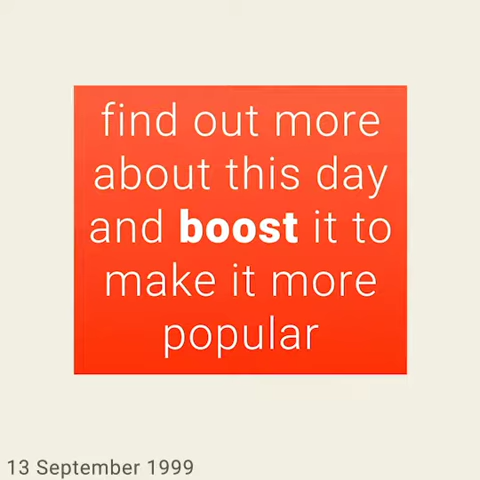 find out more
about this day
and boost it to
make it more
popular
13 September 1999